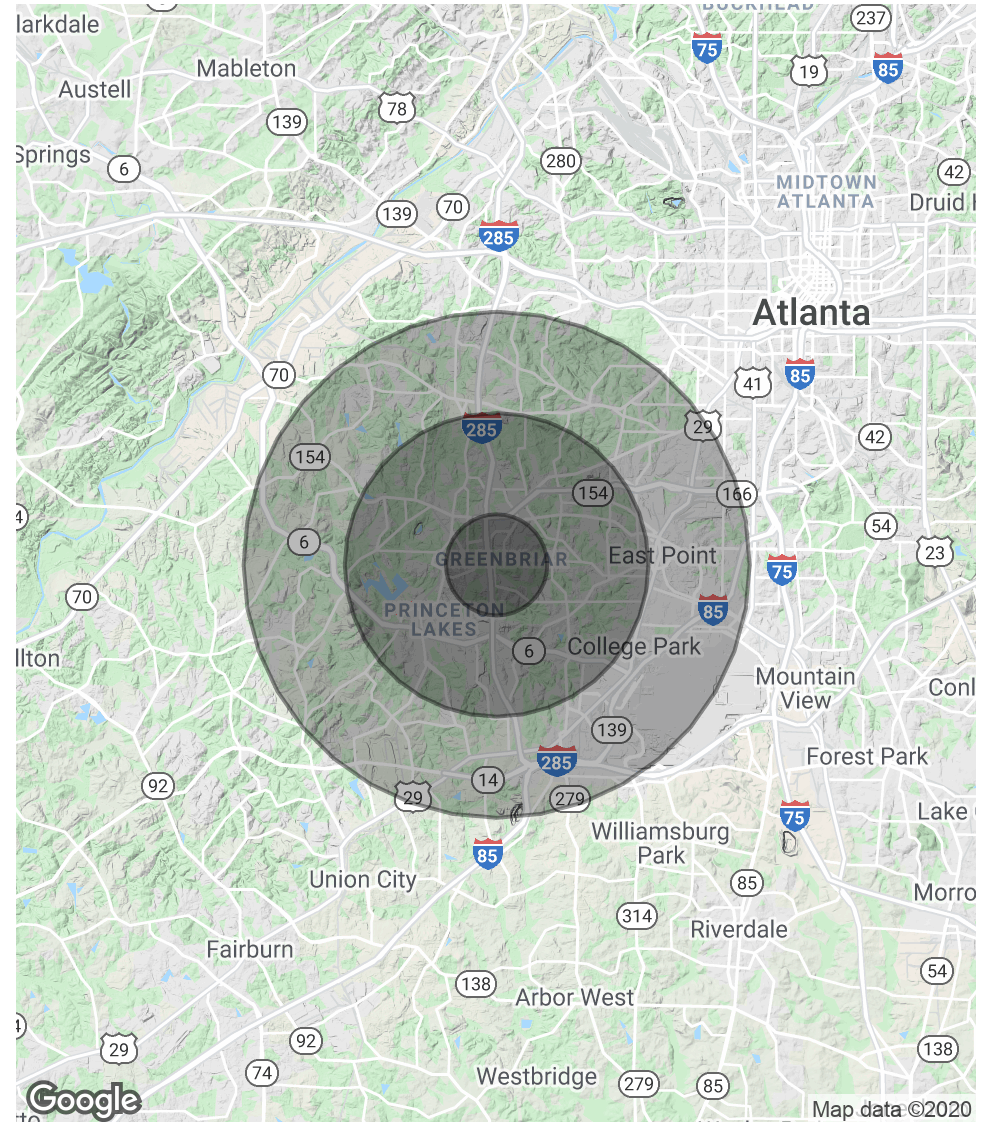 BUCKHEAD
237
larkdale
75
19
85
Mableton
Austell
78
139
Springs
6
280
42
MIDTOWN
ATLANTA
Druid
139
70
285
Atlanta
70
41
85
29
285
42
154
154
166
6
54
23
GREENBRIAR
East Point
75
70
85
PRINCETON
LAKES
6
College Park
llton
Mountain
View
Conl
139
285
Forest Park
14
92
29
279
Lake
75
Williamsburg
Park
85
Union City
85
Morro
314
Riverdale
Fairburn
54
138
Arbor West
92
29
138
74
Westbridge
279
85
Google
Map data ©2020